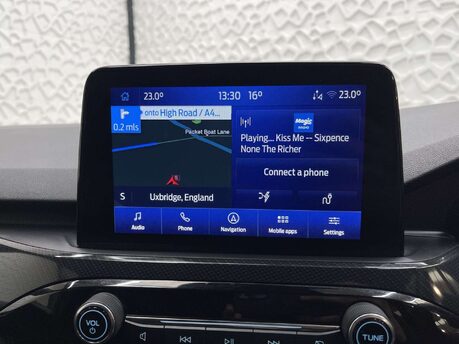 23.0° 13:30 16° 23.0°
onto High Road / A4...
0.2 mls
Packet Boat Lane
Magic
RADIO
Playing... Kiss Me -- Sixpence
None The Richer
Connect a phone
S Uxbridge, England
Audio Phone Navigation Mobile apps Settings
VOL TUNE